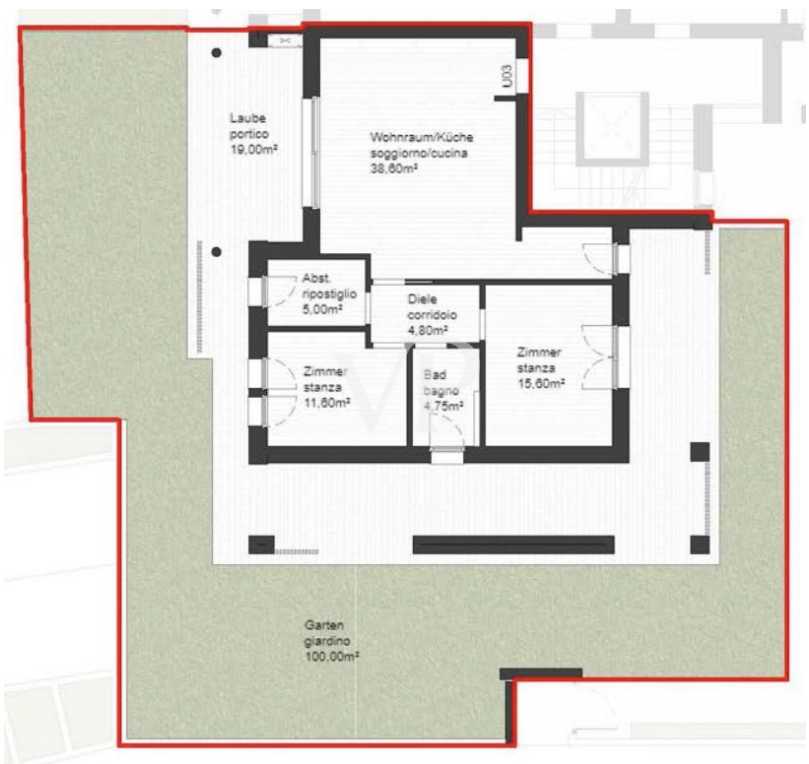 U03
Laube
portico
19,00m²
Wohnraum/Küche
soggiorno/cucina
38,60m²
Abst.
ripostiglio
5,00m²
Diele
corridoio
4,80m²
Zimmer
stanza
11,60m²
Bad
bagno
4,75m²
Zimmer
stanza
15,60m²
VP
Garten
giardino
100,00m²